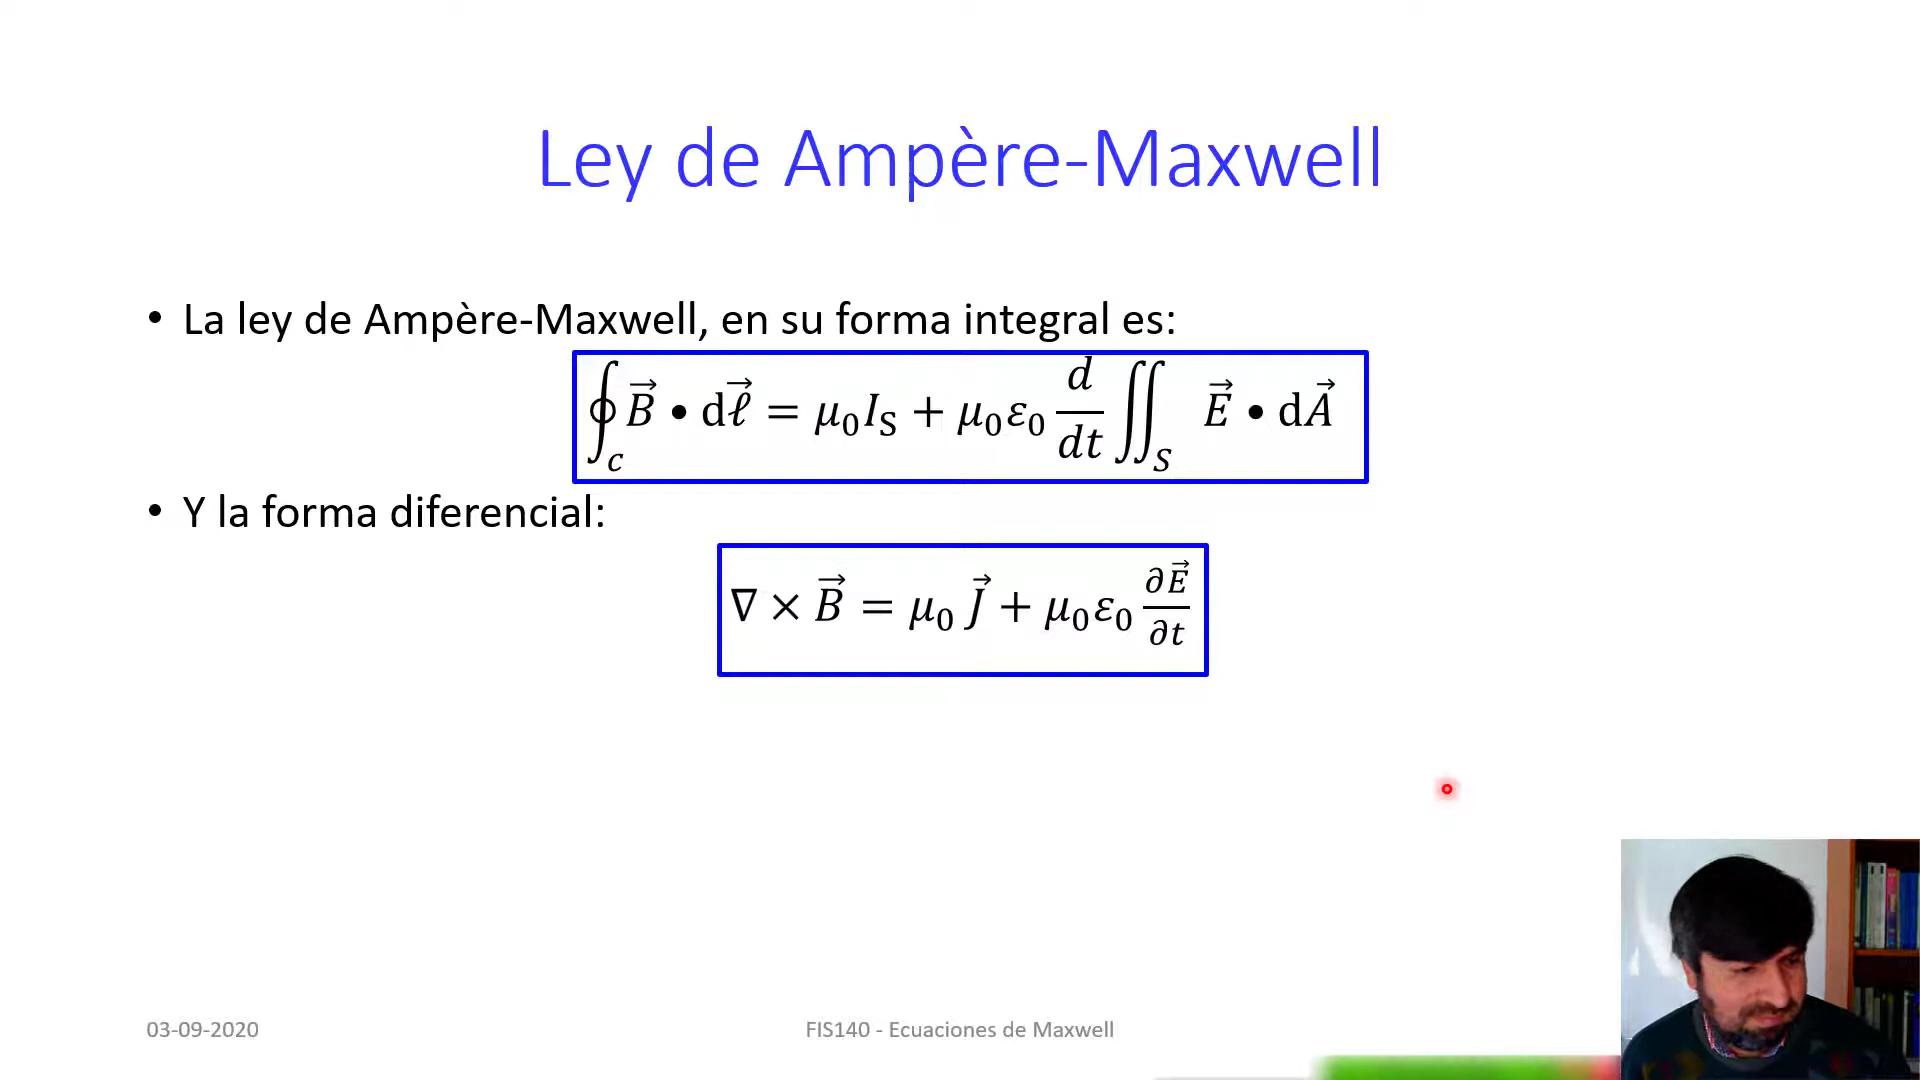 Ley de Ampère-Maxwell
• La ley de Ampère-Maxwell, en su forma integral es:
∮_c B⃗ • dℓ⃗ = μ₀I_S + μ₀ε₀ d/dt ∬_S E⃗ • dA⃗
• Y la forma diferencial:
∇ × B⃗ = μ₀ J⃗ + μ₀ε₀ ∂E⃗/∂t
03-09-2020
FIS140 - Ecuaciones de Maxwell